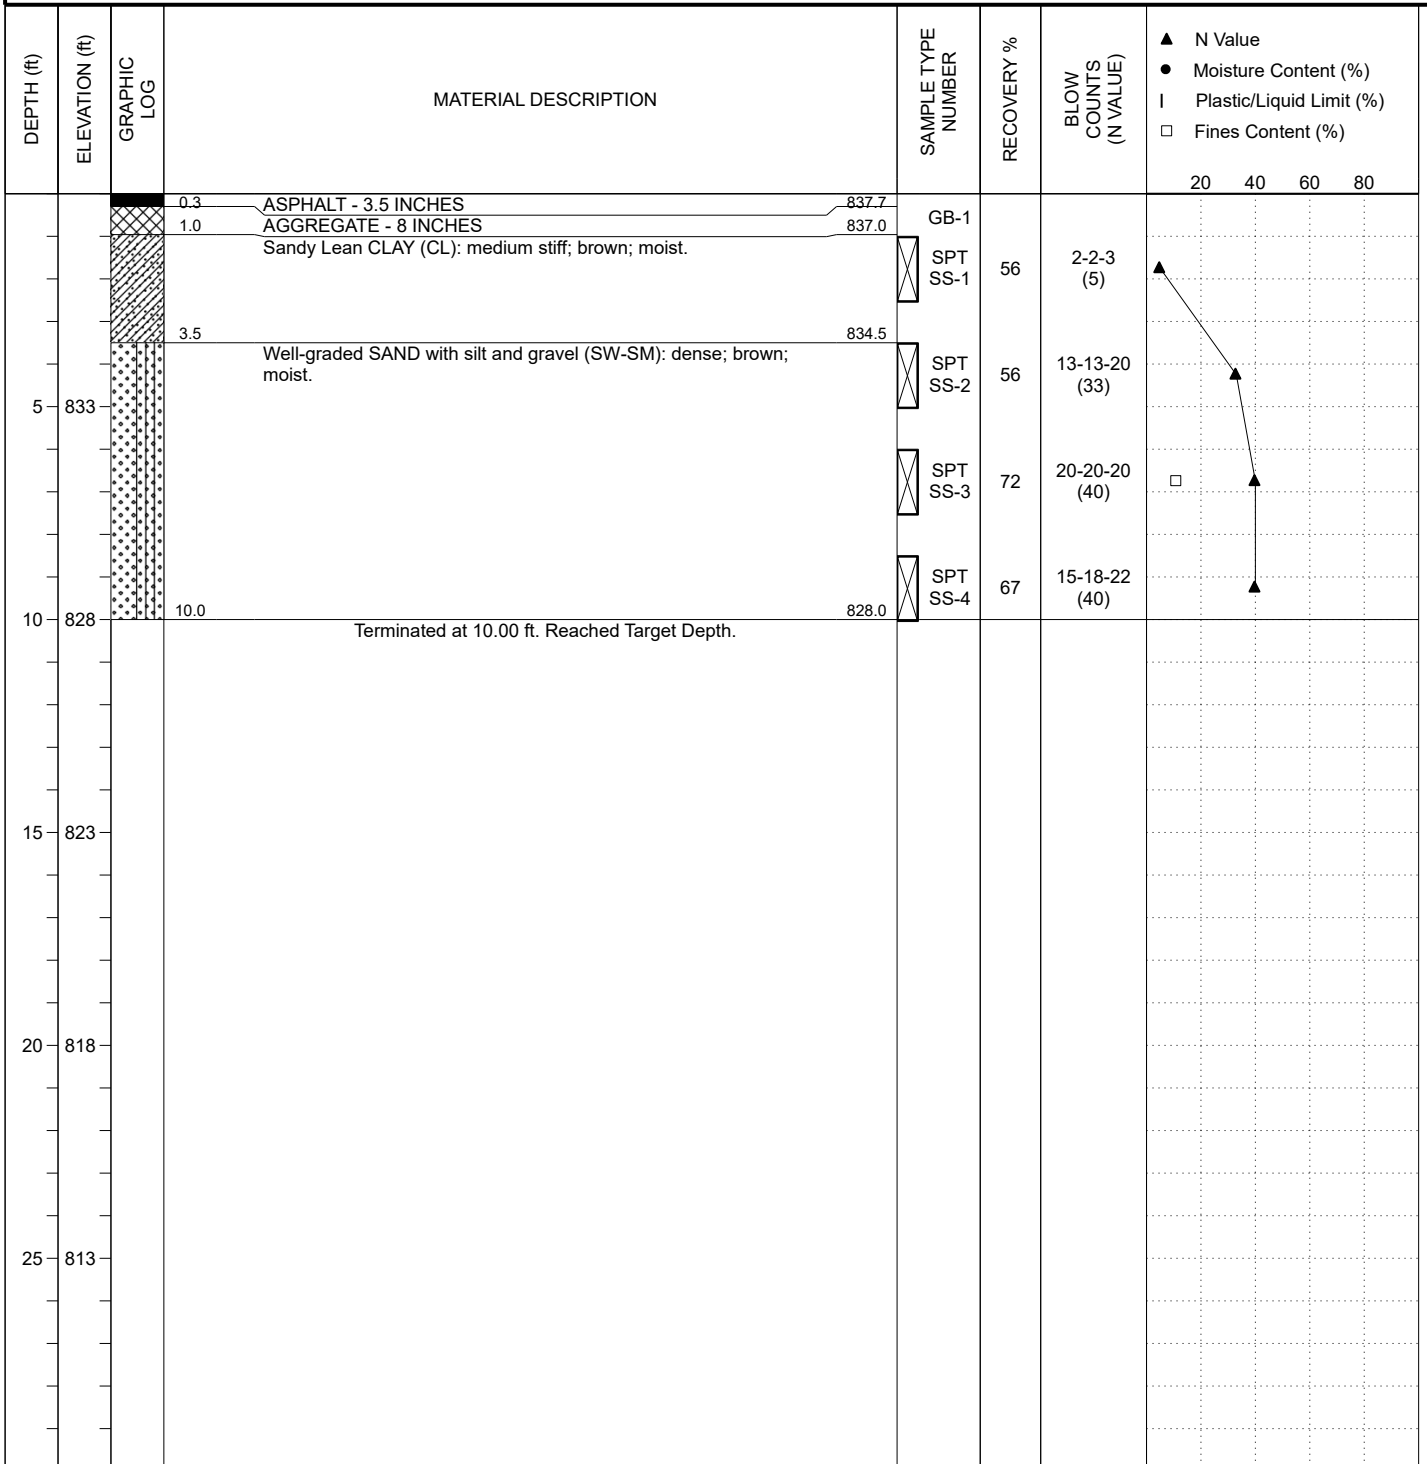 DEPTH (ft)
ELEVATION (ft)
GRAPHIC
LOG
MATERIAL DESCRIPTION
SAMPLE TYPE
NUMBER
RECOVERY %
BLOW
COUNTS
(N VALUE)
▲ N Value
● Moisture Content (%)
| Plastic/Liquid Limit (%)
□ Fines Content (%)
20 40 60 80
0.3 ASPHALT - 3.5 INCHES 837.7
1.0 AGGREGATE - 8 INCHES 837.0
GB-1
Sandy Lean CLAY (CL): medium stiff; brown; moist.
SPT
SS-1
56
2-2-3
(5)
3.5 834.5
Well-graded SAND with silt and gravel (SW-SM): dense; brown;
moist.
SPT
SS-2
56
13-13-20
(33)
5 833
SPT
SS-3
72
20-20-20
(40)
SPT
SS-4
67
15-18-22
(40)
10.0 828.0
10 828
Terminated at 10.00 ft. Reached Target Depth.
15 823
20 818
25 813